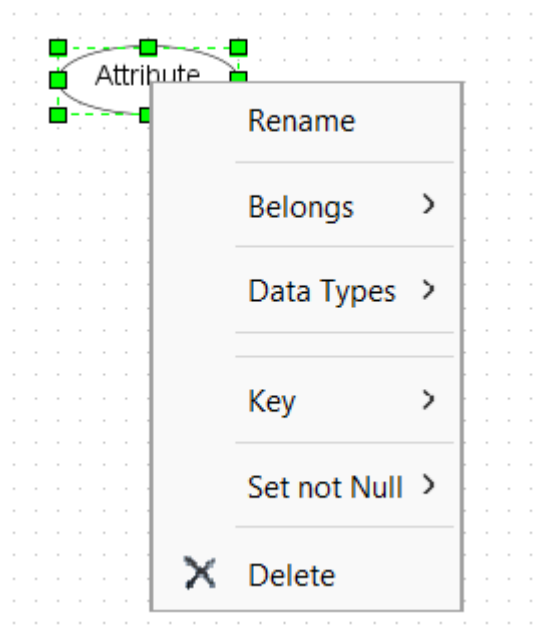 Attribute
Rename
Belongs
Data Types
Key
Set not Null
Delete